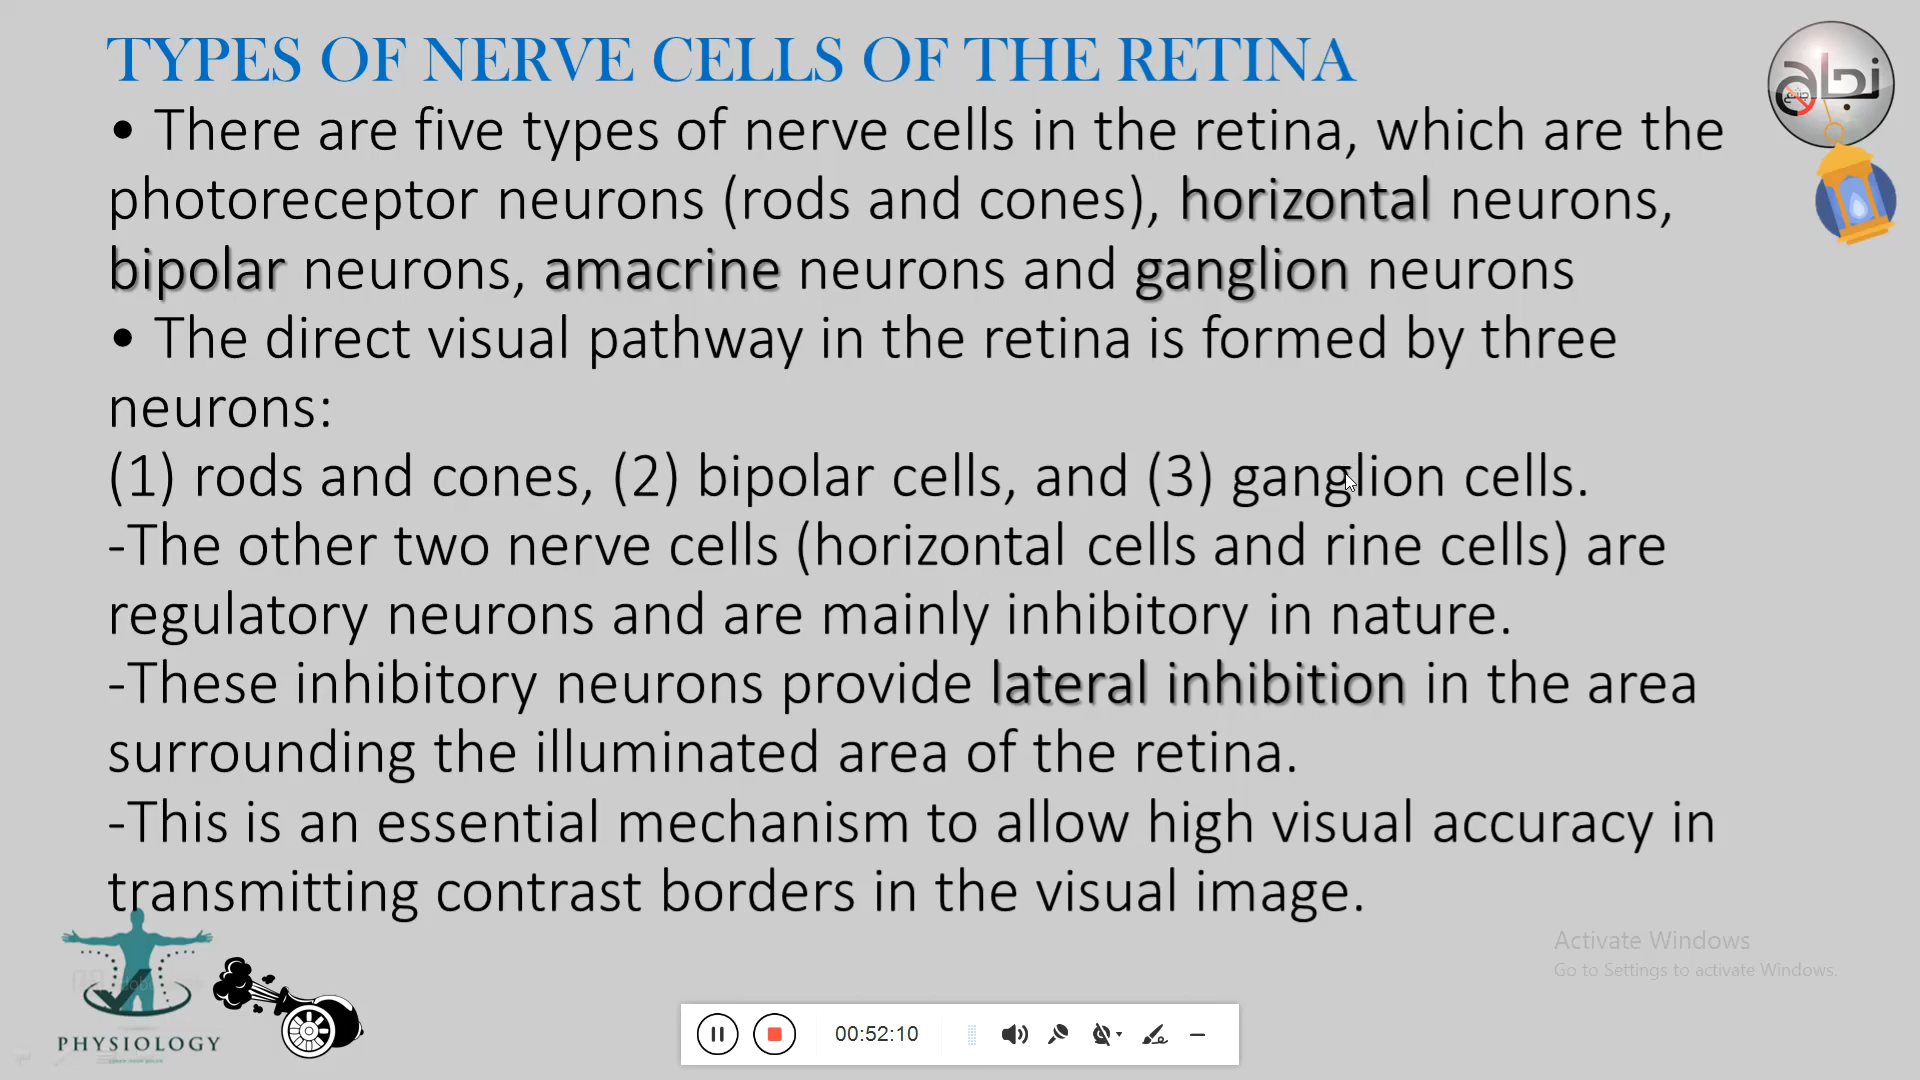 TYPES OF NERVE CELLS OF THE RETINA
• There are five types of nerve cells in the retina, which are the
photoreceptor neurons (rods and cones), horizontal neurons,
bipolar neurons, amacrine neurons and ganglion neurons
• The direct visual pathway in the retina is formed by three
neurons:
(1) rods and cones, (2) bipolar cells, and (3) ganglion cells.
-The other two nerve cells (horizontal cells and rine cells) are
regulatory neurons and are mainly inhibitory in nature.
-These inhibitory neurons provide lateral inhibition in the area
surrounding the illuminated area of the retina.
-This is an essential mechanism to allow high visual accuracy in
transmitting contrast borders in the visual image.
Activate Windows
Go to Settings to activate Windows.
PHYSIOLOGY
00:52:10